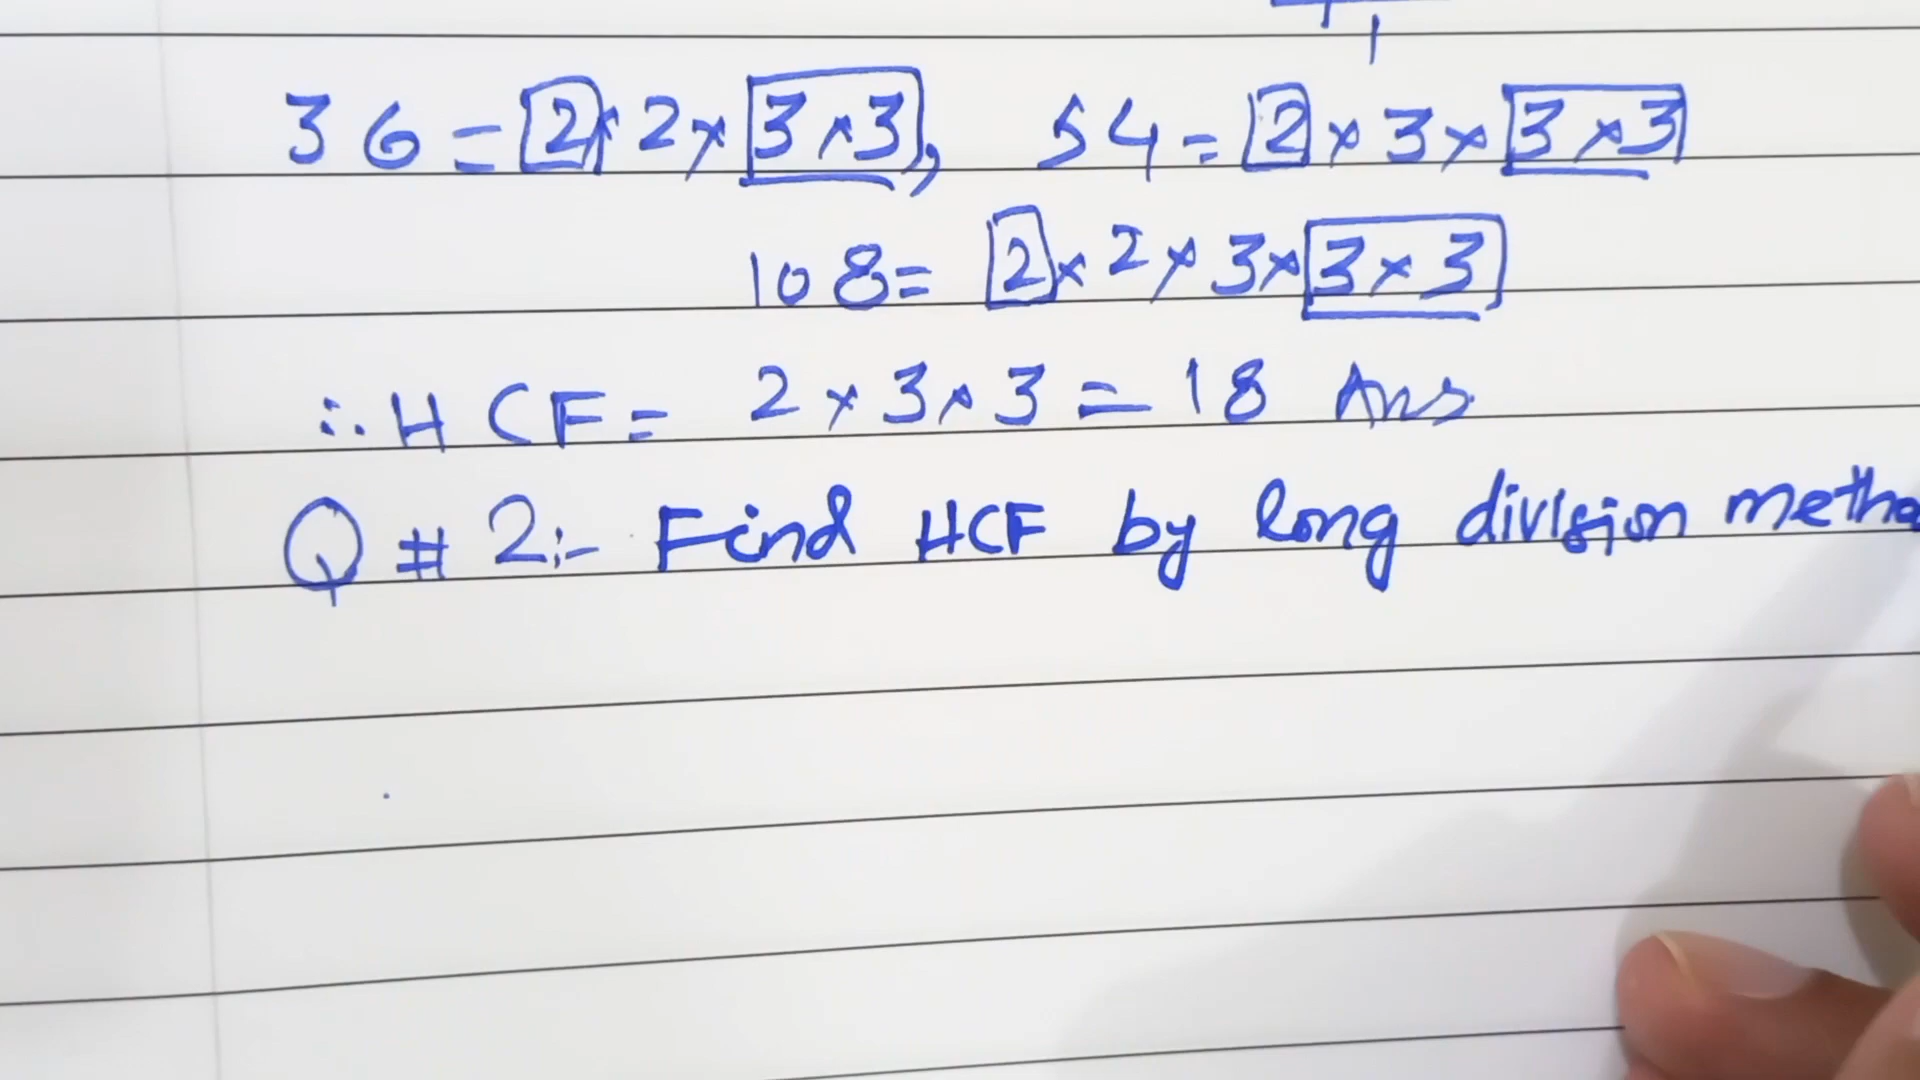 1
36 = 2 × 2 × 3 × 3, 54 = 2 × 3 × 3 × 3
108 = 2 × 2 × 3 × 3 × 3
∴ HCF = 2 × 3 × 3 = 18 Ans
Q # 2:- Find HCF by long division metho